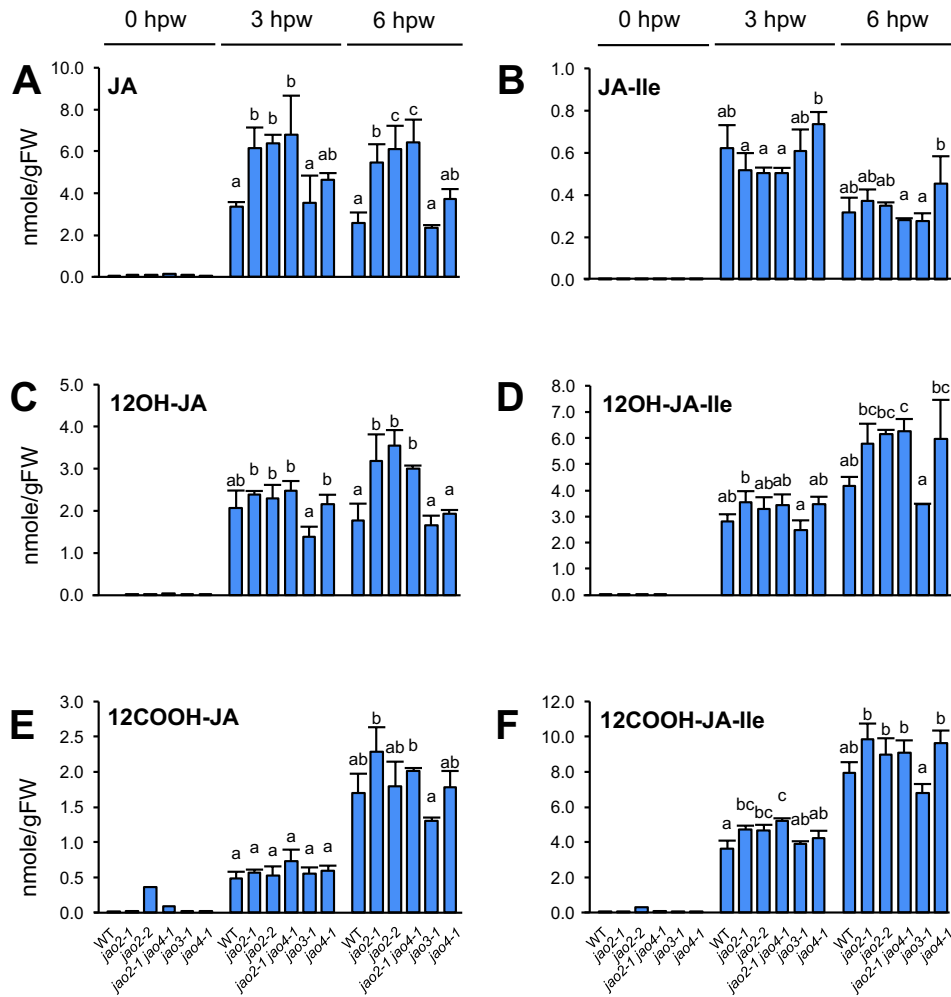 0 hpw 3 hpw 6 hpw 0 hpw 3 hpw 6 hpw
A JA
nmole/gFW
10.0
8.0
6.0
4.0
2.0
0.0
a b b b a ab
a b c c a ab
B JA-Ile
1.0
0.8
0.6
0.4
0.2
0.0
ab a a a ab b
ab ab ab a a b
C 12OH-JA
nmole/gFW
5.0
4.0
3.0
2.0
1.0
0.0
ab b b b a b
a b b b a a
D 12OH-JA-Ile
8.0
7.0
6.0
5.0
4.0
3.0
2.0
1.0
0.0
ab b ab ab a ab
ab bc bc c a bc
E 12COOH-JA
nmole/gFW
3.0
2.5
2.0
1.5
1.0
0.5
0.0
a a a a a a
ab b ab b a ab
WT jao2-1 jao2-2 jao2-1 jao4-1 jao3-1 jao4-1
WT jao2-1 jao2-2 jao2-1 jao4-1 jao3-1 jao4-1
WT jao2-1 jao2-2 jao2-1 jao4-1 jao3-1 jao4-1
F 12COOH-JA-Ile
12.0
10.0
8.0
6.0
4.0
2.0
0.0
a bc bc c ab ab
ab b b b a b
WT jao2-1 jao2-2 jao2-1 jao4-1 jao3-1 jao4-1
WT jao2-1 jao2-2 jao2-1 jao4-1 jao3-1 jao4-1
WT jao2-1 jao2-2 jao2-1 jao4-1 jao3-1 jao4-1